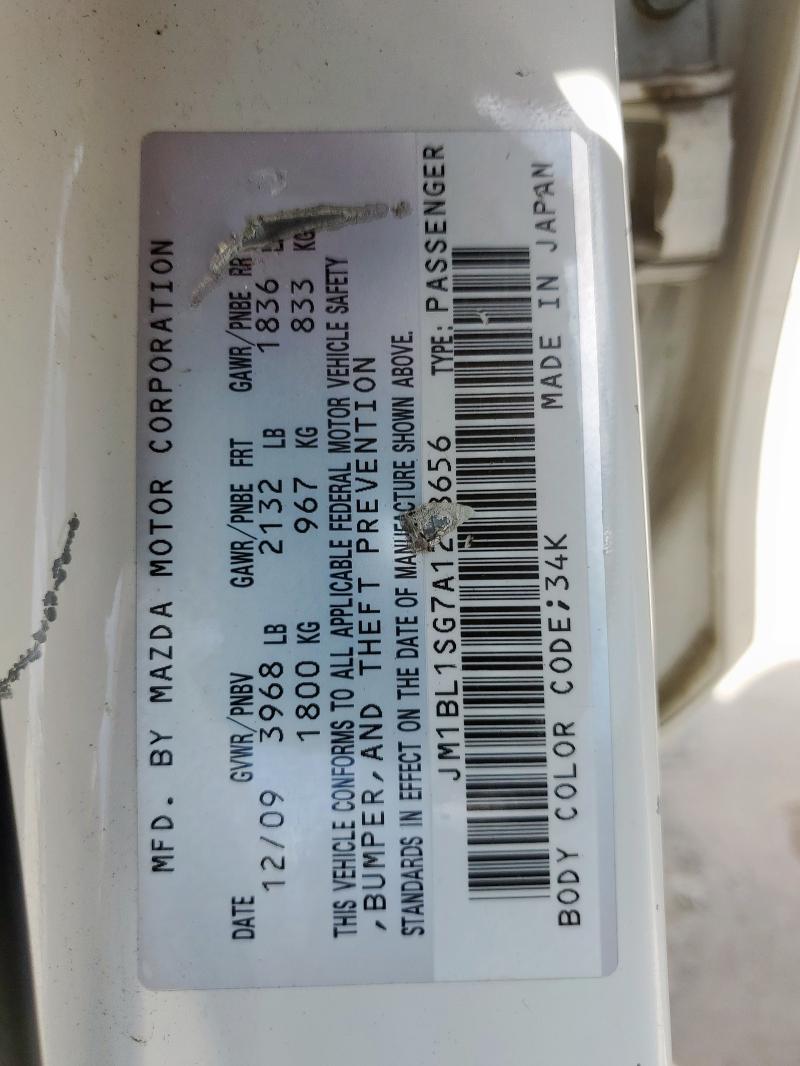 MFD. BY MAZDA MOTOR CORPORATION
DATE GVWR/PNBV GAWR/PNBE FRT GAWR/PNBE RR
12/09 3968 LB 2132 LB 1836
1800 KG 967 KG 833 KG
THIS VEHICLE CONFORMS TO ALL APPLICABLE FEDERAL MOTOR VEHICLE SAFETY
,BUMPER,AND THEFT PREVENTION
STANDARDS IN EFFECT ON THE DATE OF MANUFACTURE SHOWN ABOVE.
TYPE: PASSENGER
BODY COLOR CODE;34K MADE IN JAPAN